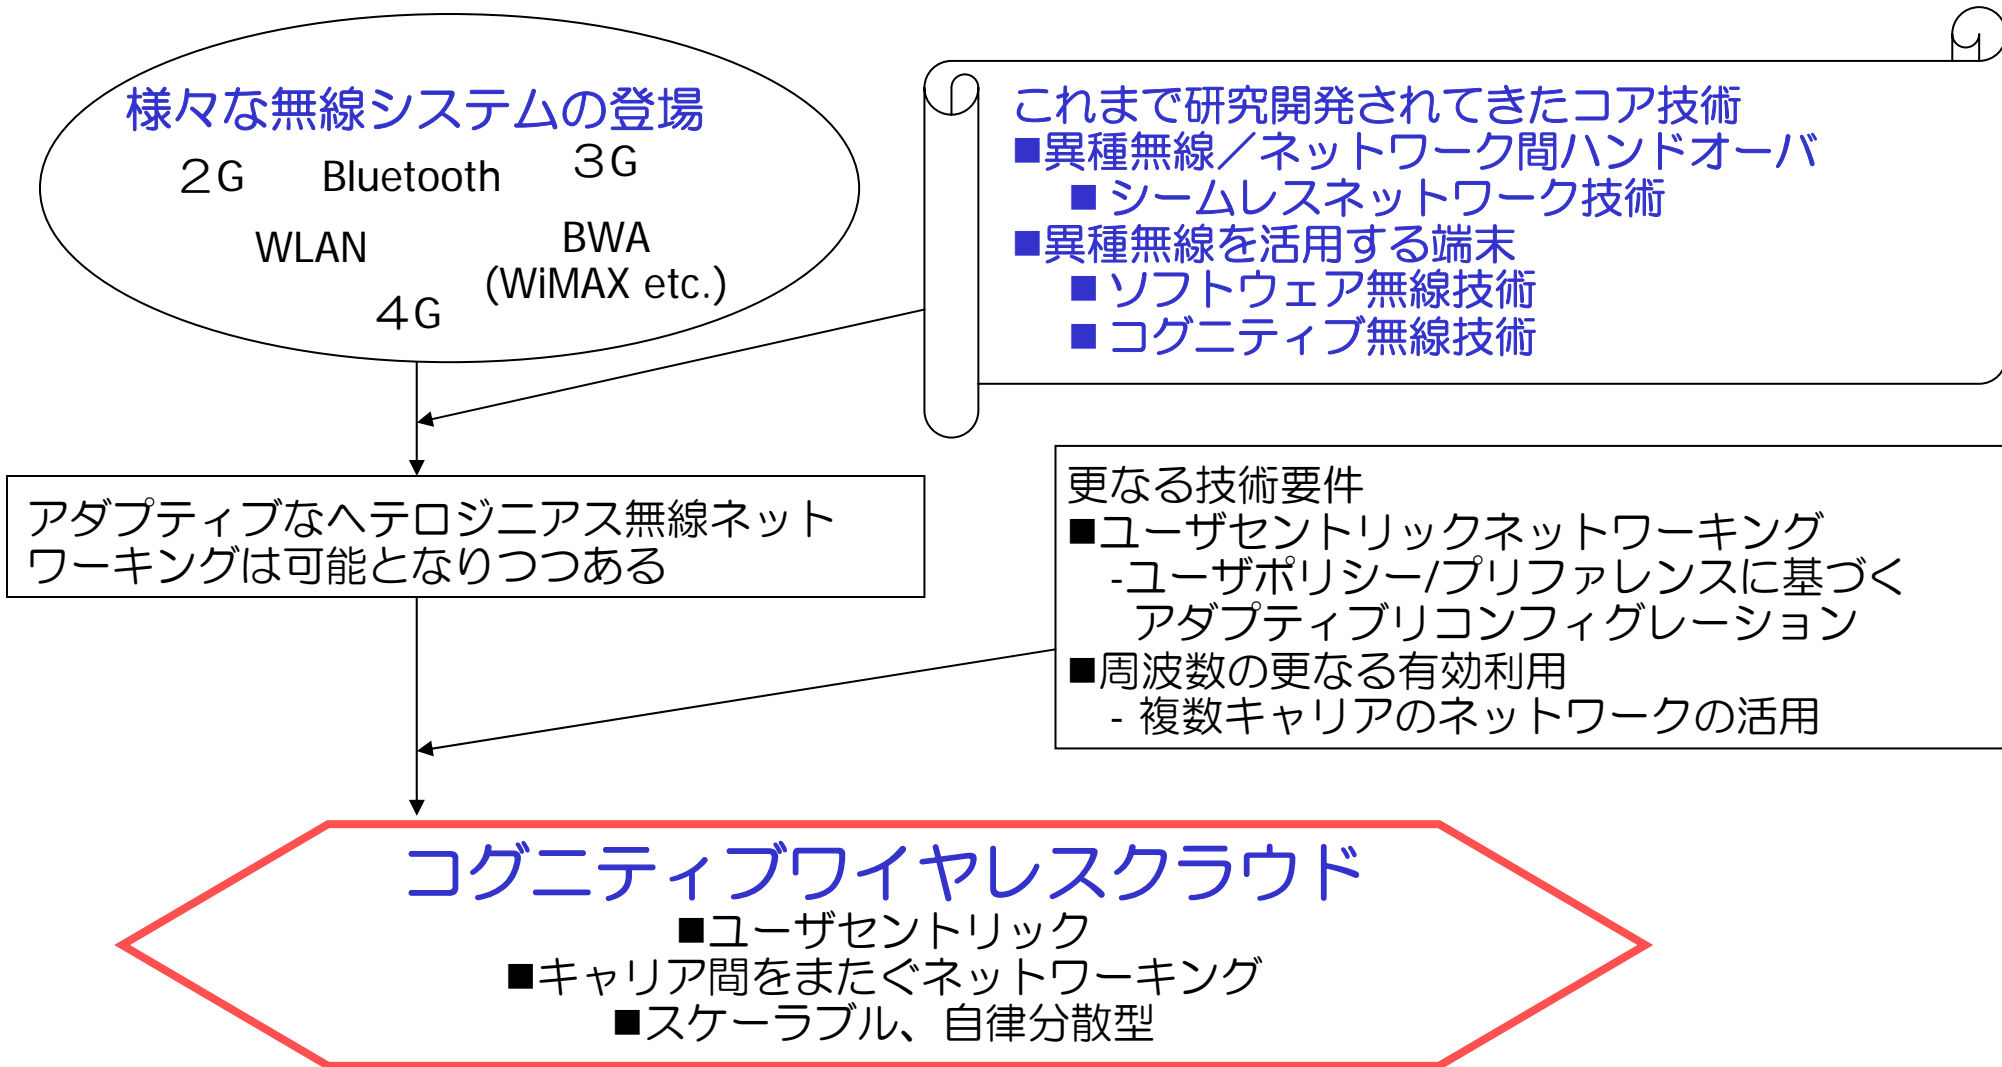 様々な無線システムの登場
２G Bluetooth ３G
WLAN BWA
(WiMAX etc.)
４G
これまで研究開発されてきたコア技術
■異種無線／ネットワーク間ハンドオーバ
■ シームレスネットワーク技術
■異種無線を活用する端末
■ ソフトウェア無線技術
■ コグニティブ無線技術
アダプティブなヘテロジニアス無線ネット
ワーキングは可能となりつつある
更なる技術要件
■ユーザセントリックネットワーキング
-ユーザポリシー/プリファレンスに基づく
アダプティブリコンフィグレーション
■周波数の更なる有効利用
- 複数キャリアのネットワークの活用
コグニティブワイヤレスクラウド
■ユーザセントリック
■キャリア間をまたぐネットワーキング
■スケーラブル、自律分散型